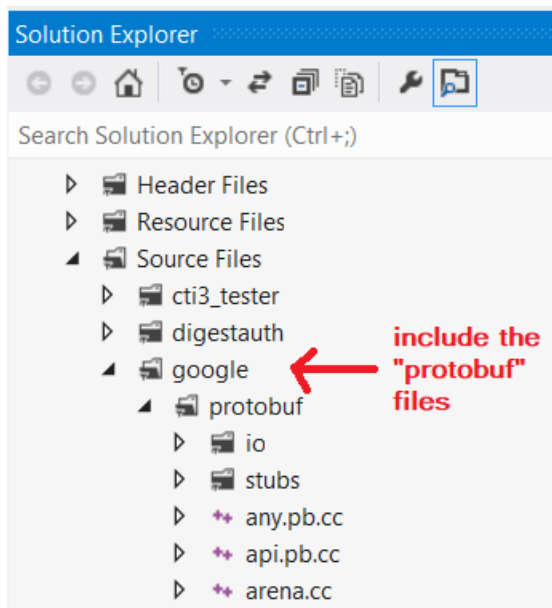 Solution Explorer
Search Solution Explorer (Ctrl+;)
Header Files
Resource Files
Source Files
cti3_tester
digestauth
google
include the
"protobuf"
files
protobuf
io
stubs
any.pb.cc
api.pb.cc
arena.cc